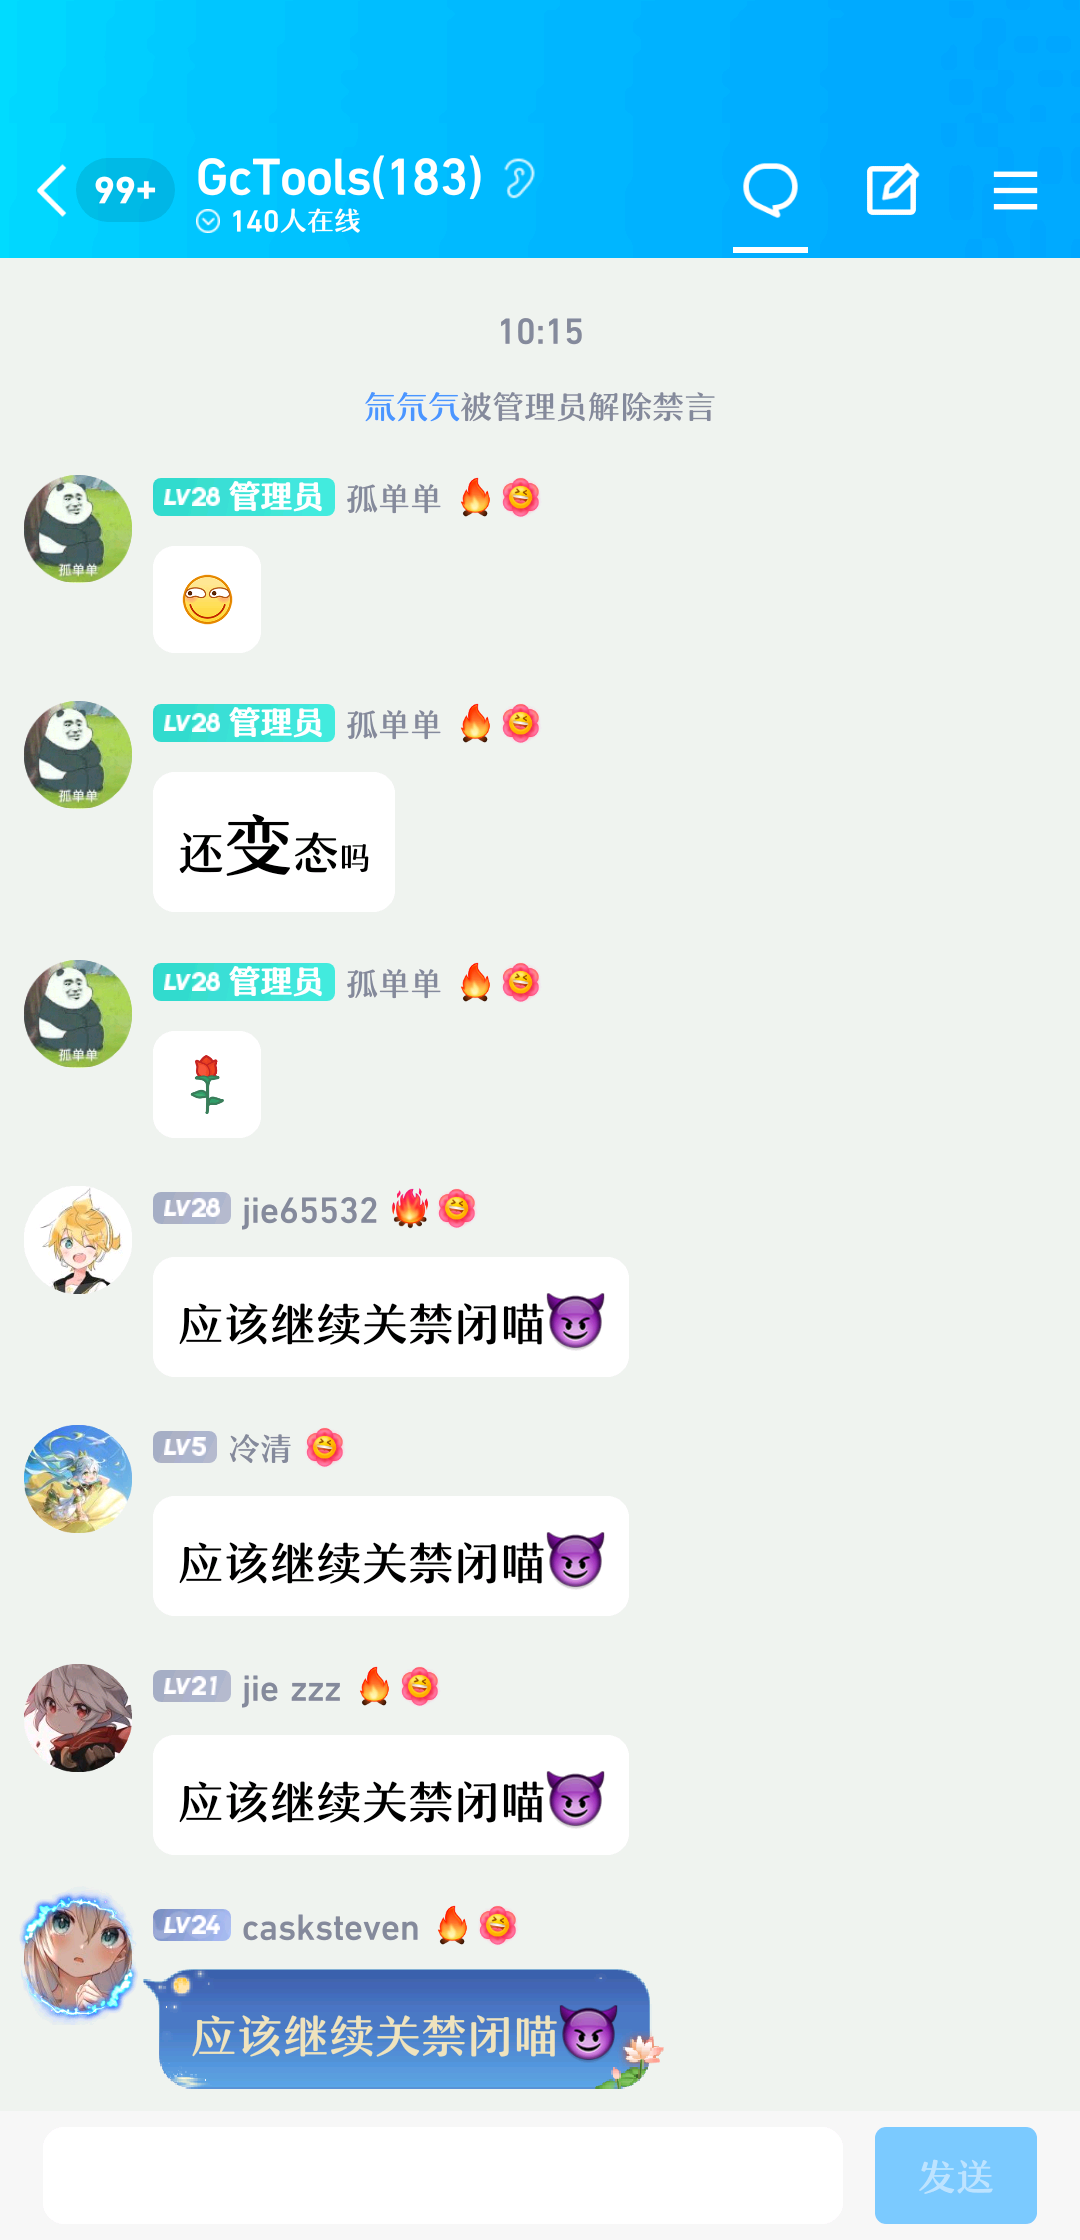 99+
GcTools(183)
140人在线
10:15
氚氘气被管理员解除禁言
LV28 管理员 孤单单
孤单单
LV28 管理员 孤单单
孤单单
还变态吗
LV28 管理员 孤单单
孤单单
LV28 jie65532
应该继续关禁闭喵😈
LV5 冷清
应该继续关禁闭喵😈
LV21 jie zzz
应该继续关禁闭喵😈
LV24 casksteven
应该继续关禁闭喵😈
发送